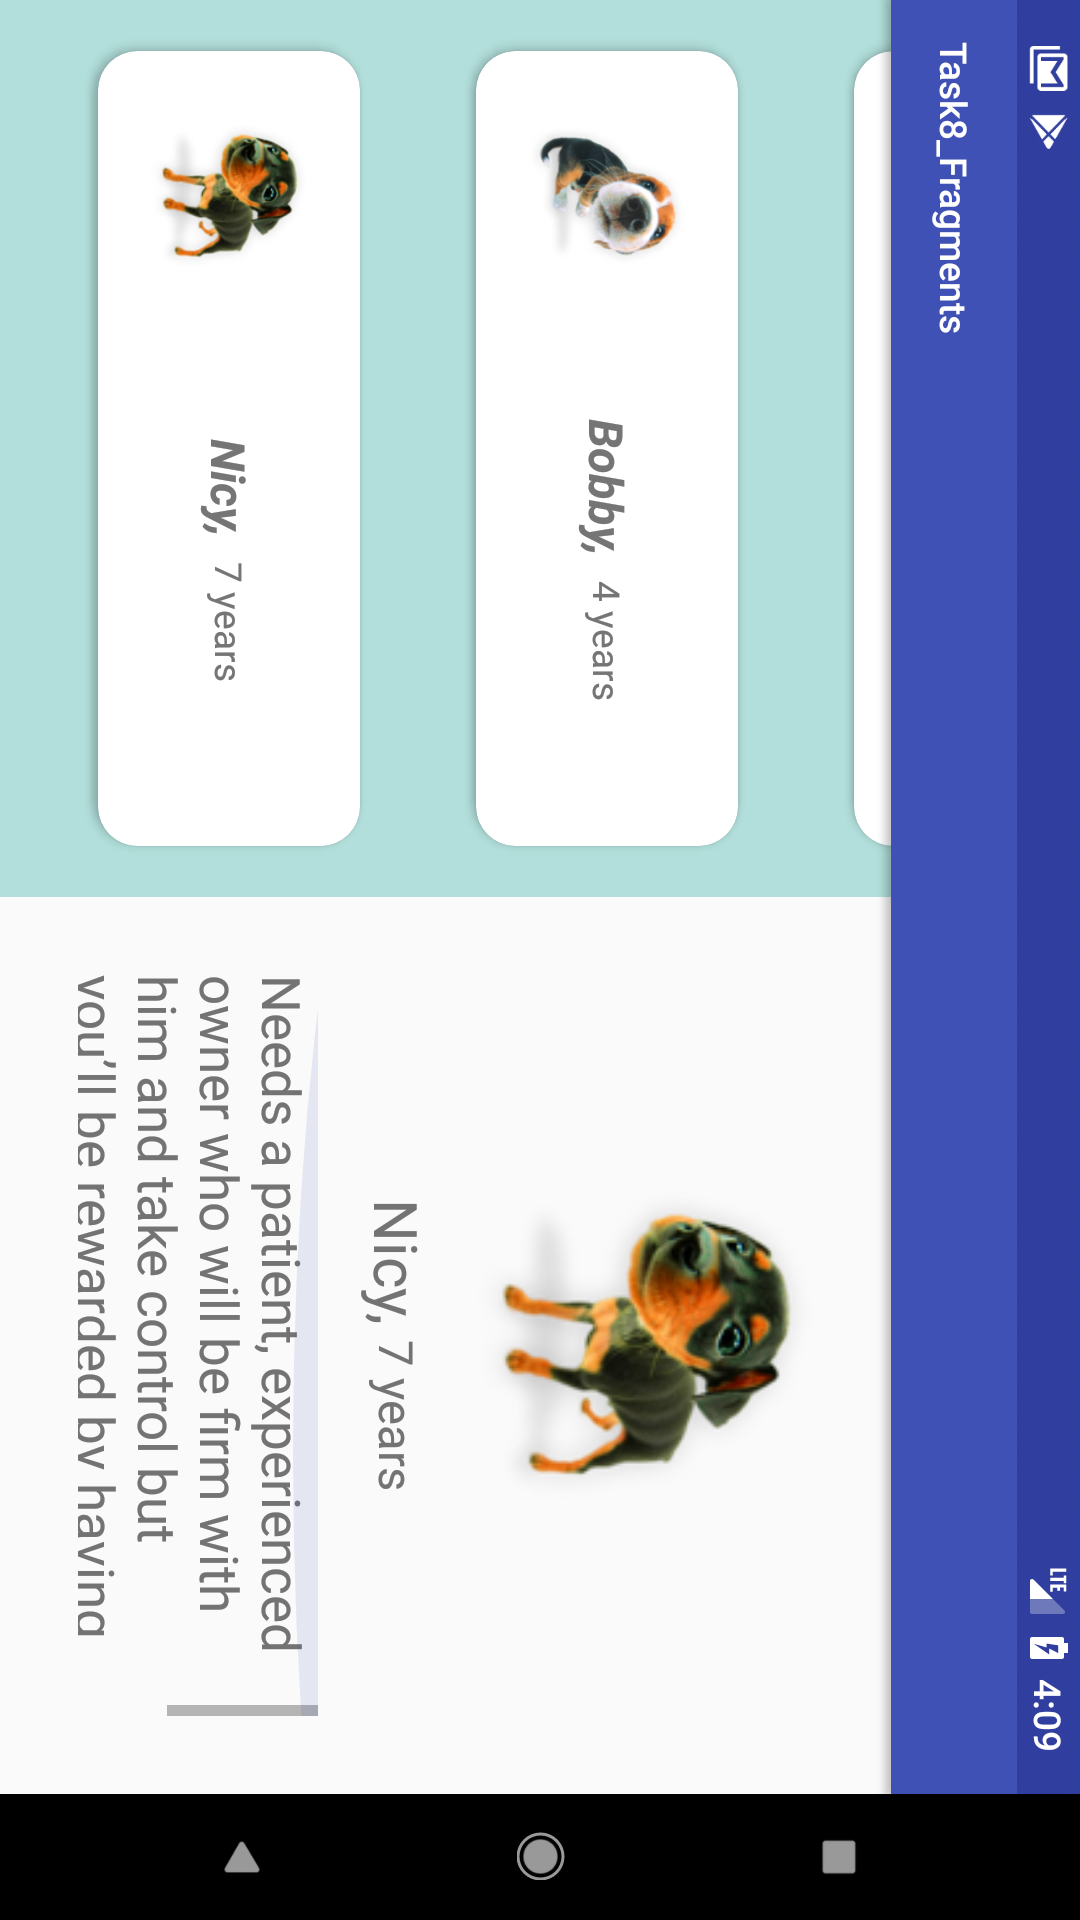 LTE 4:09
Task8_Fragments
Bobby, 4 years
Nicy, 7 years
Nicy, 7 years
Needs a patient, experienced
owner who will be firm with
him and take control but
you'll be rewarded by having